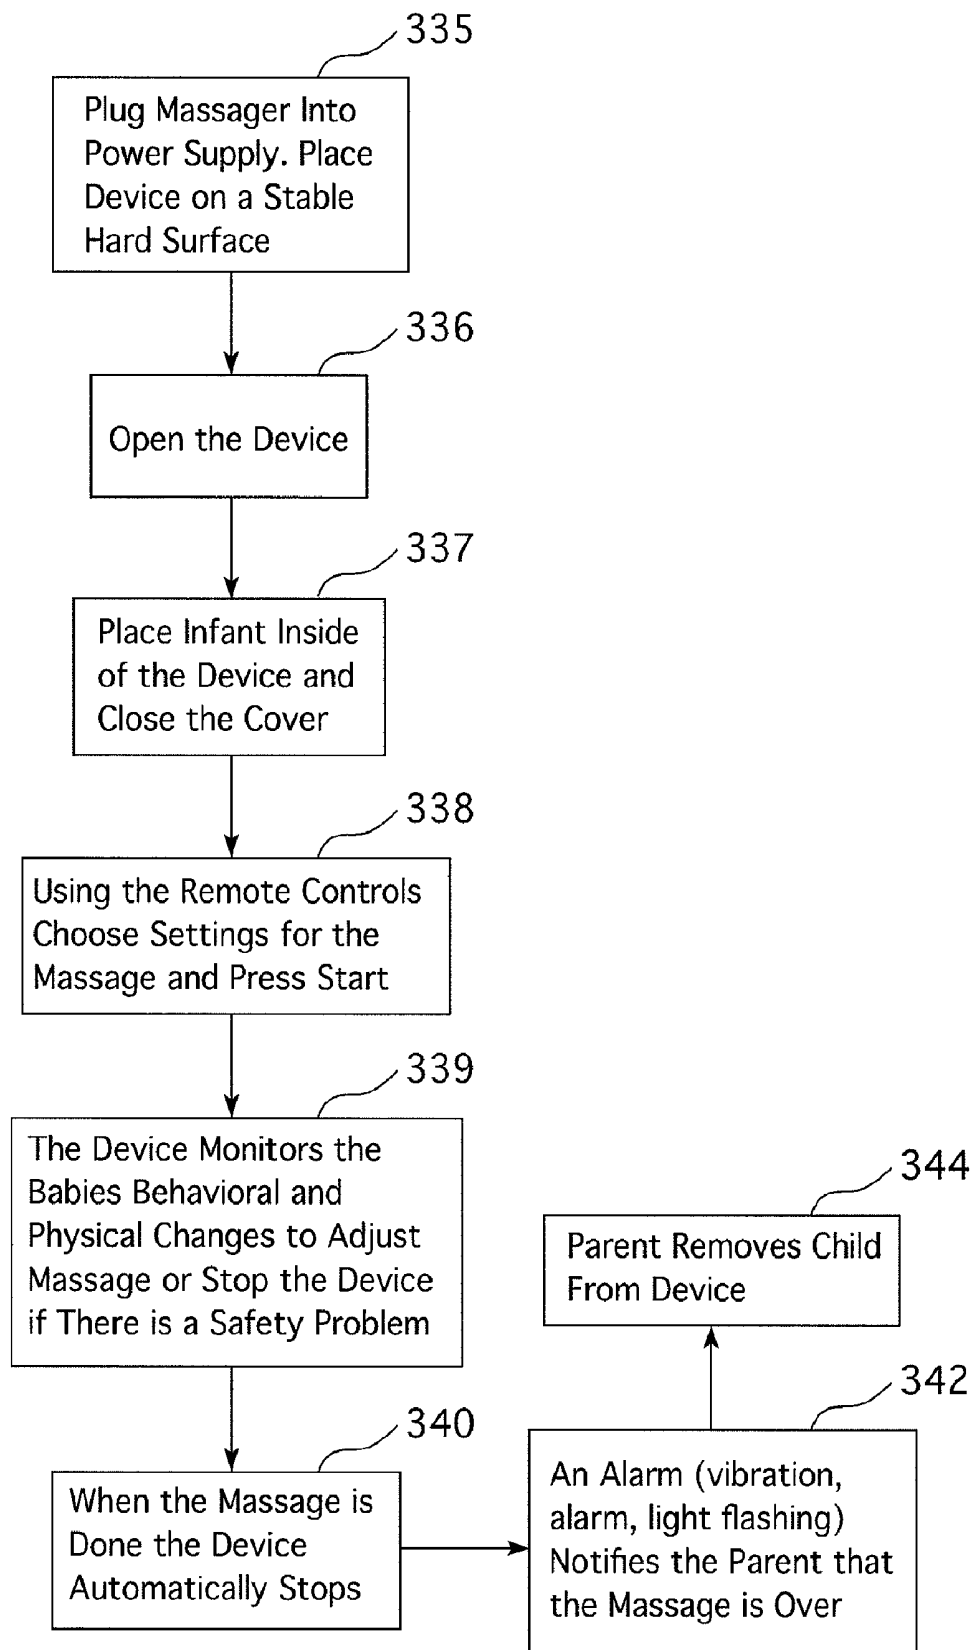 335
Plug Massager Into
Power Supply. Place
Device on a Stable
Hard Surface
336
Open the Device
337
Place Infant Inside
of the Device and
Close the Cover
338
Using the Remote Controls
Choose Settings for the
Massage and Press Start
339
The Device Monitors the
Babies Behavioral and
Physical Changes to Adjust
Massage or Stop the Device
if There is a Safety Problem
340
When the Massage is
Done the Device
Automatically Stops
342
An Alarm (vibration,
alarm, light flashing)
Notifies the Parent that
the Massage is Over
344
Parent Removes Child
From Device